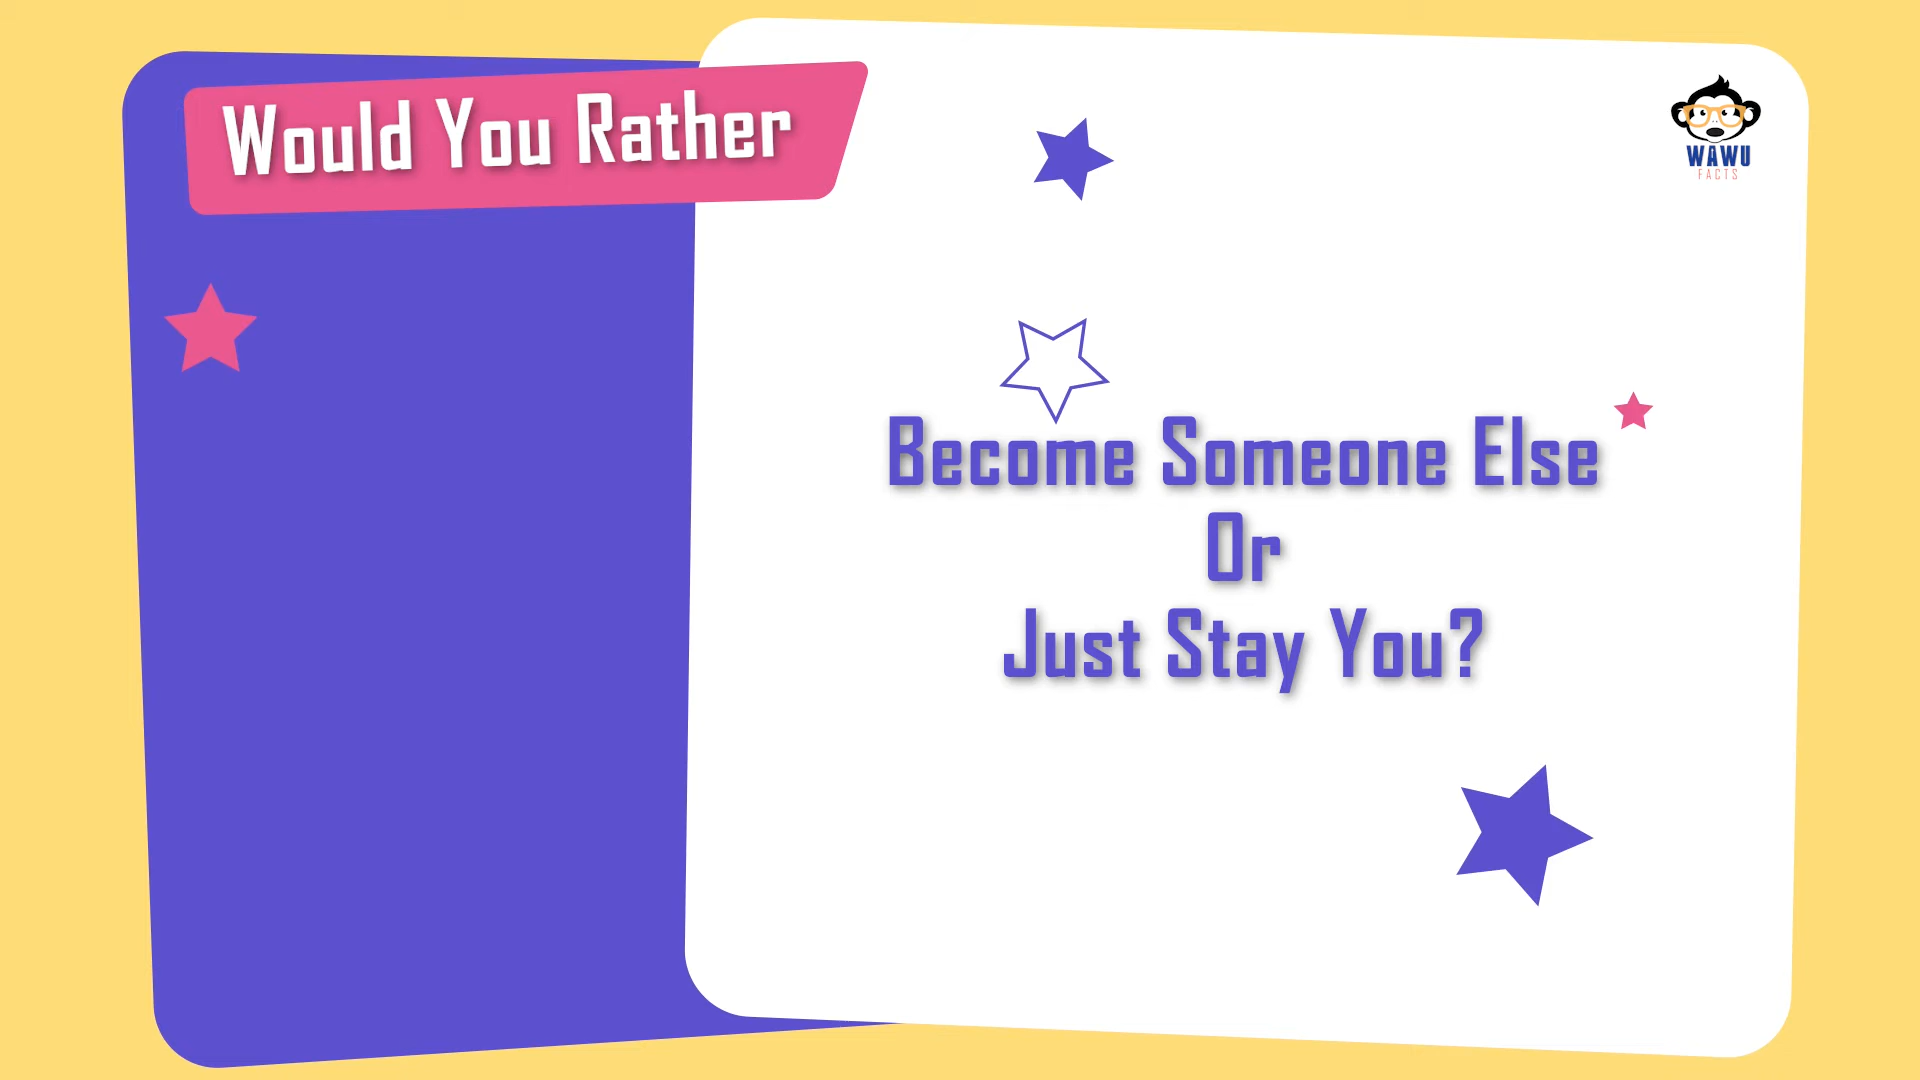 Would You Rather
WAWU
FACTS
Become Someone Else
Or
Just Stay You?